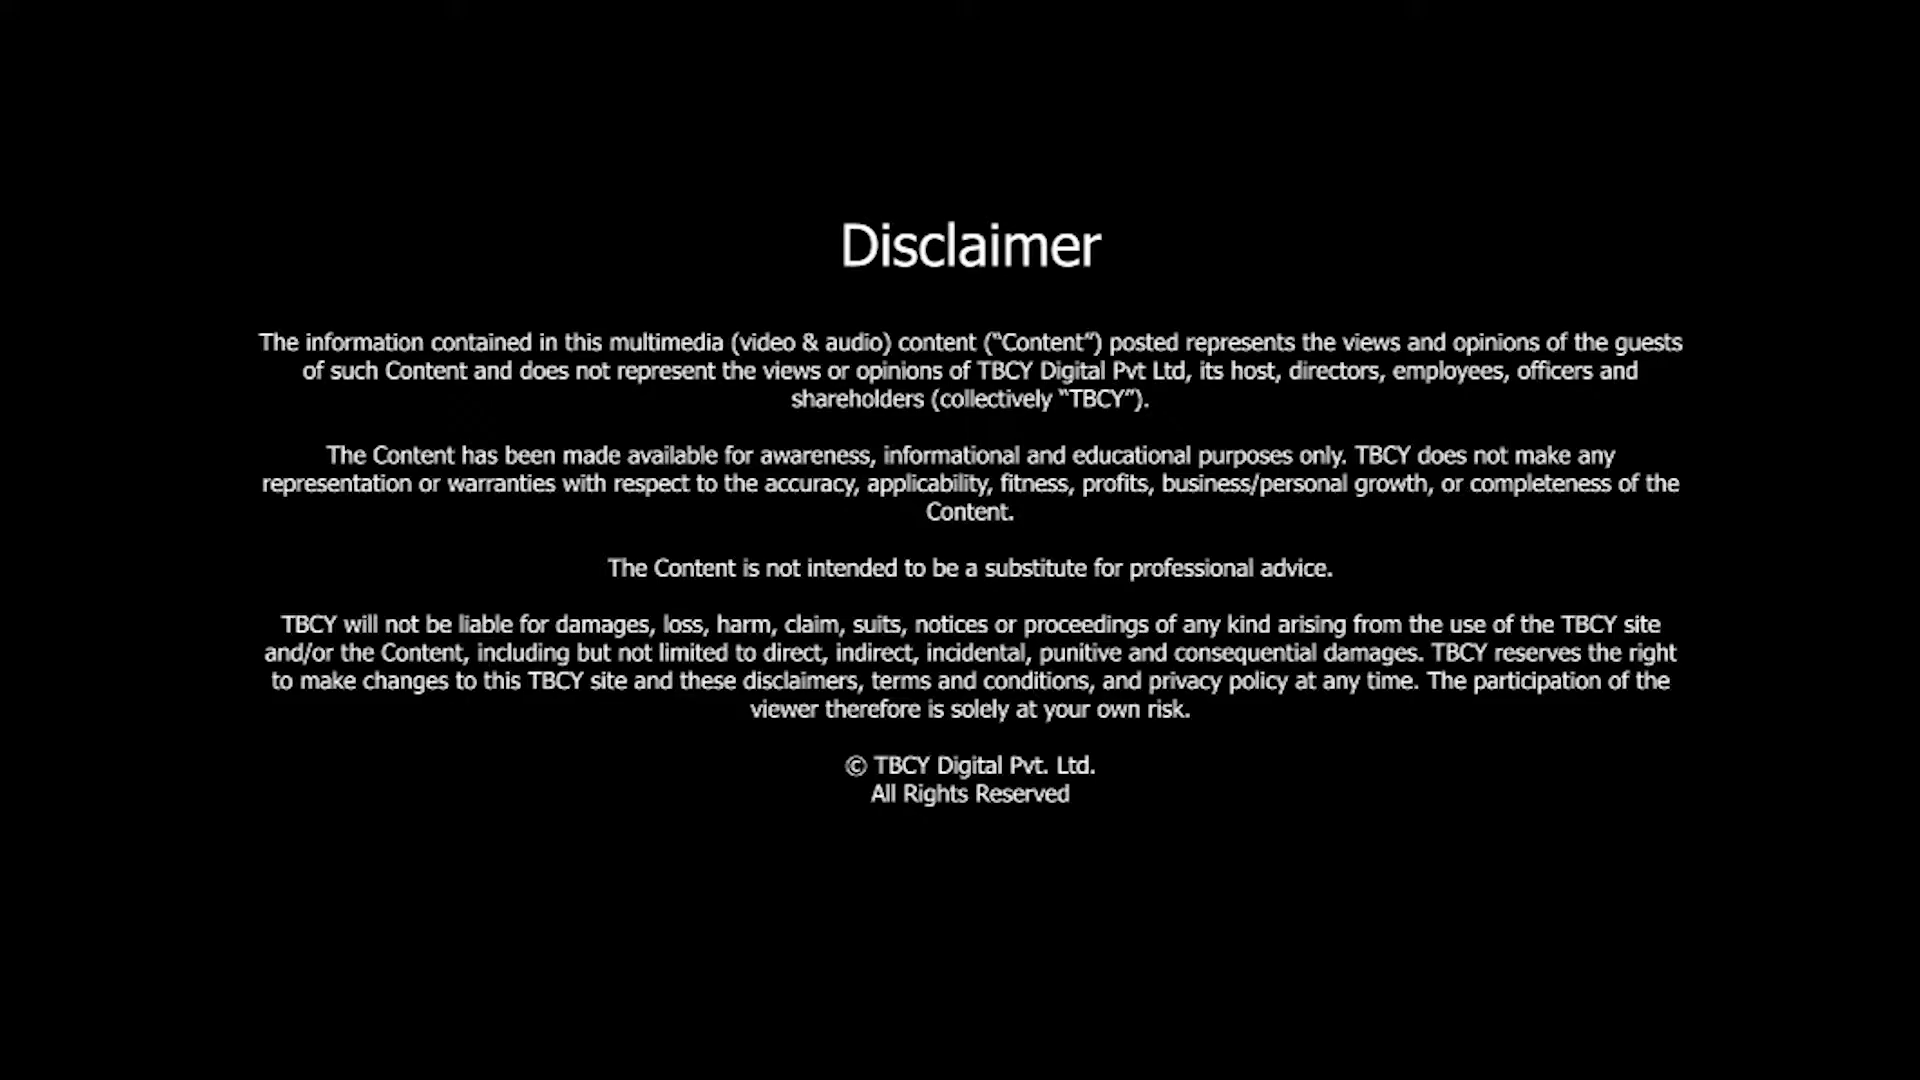 Disclaimer
The information contained in this multimedia (video & audio) content (“Content”) posted represents the views and opinions of the guests
of such Content and does not represent the views or opinions of TBCY Digital Pvt Ltd, its host, directors, employees, officers and
shareholders (collectively “TBCY”).
The Content has been made available for awareness, informational and educational purposes only. TBCY does not make any
representation or warranties with respect to the accuracy, applicability, fitness, profits, business/personal growth, or completeness of the
Content.
The Content is not intended to be a substitute for professional advice.
TBCY will not be liable for damages, loss, harm, claim, suits, notices or proceedings of any kind arising from the use of the TBCY site
and/or the Content, including but not limited to direct, indirect, incidental, punitive and consequential damages. TBCY reserves the right
to make changes to this TBCY site and these disclaimers, terms and conditions, and privacy policy at any time. The participation of the
viewer therefore is solely at your own risk.
© TBCY Digital Pvt. Ltd.
All Rights Reserved